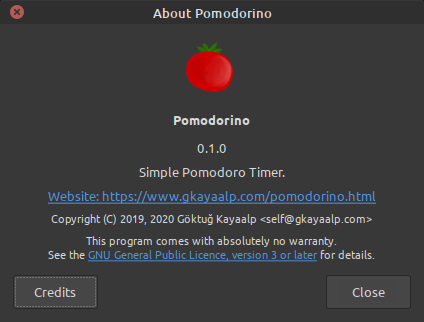 About Pomodorino
Pomodorino
0.1.0
Simple Pomodoro Timer.
Website: https://www.gkayaalp.com/pomodorino.html
Copyright (C) 2019, 2020 Göktuğ Kayaalp <self@gkayaalp.com>
This program comes with absolutely no warranty.
See the GNU General Public Licence, version 3 or later for details.
Credits
Close